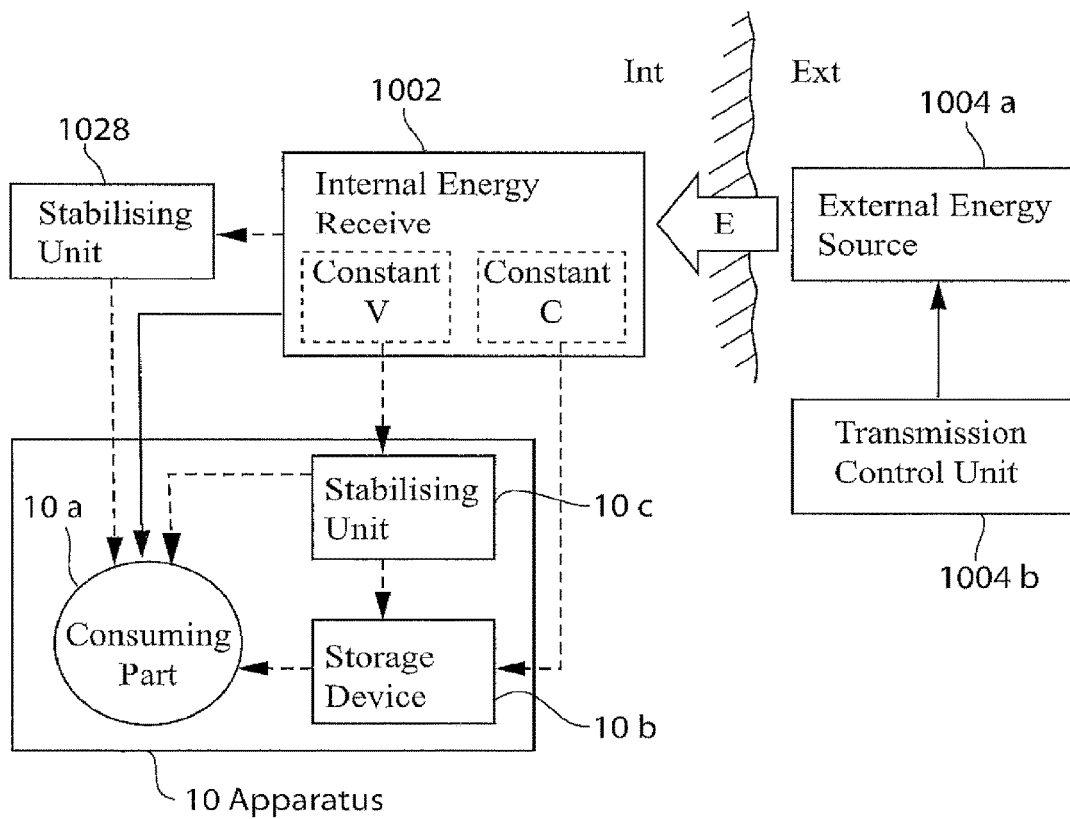 Int
Ext
1002
1004 a
1028
Internal Energy
Receive
External Energy
Source
Stabilising
Unit
E
Constant
V
Constant
C
Transmission
Control Unit
Stabilising
Unit
10 a
10 c
1004 b
Consuming
Part
Storage
Device
10 b
10 Apparatus